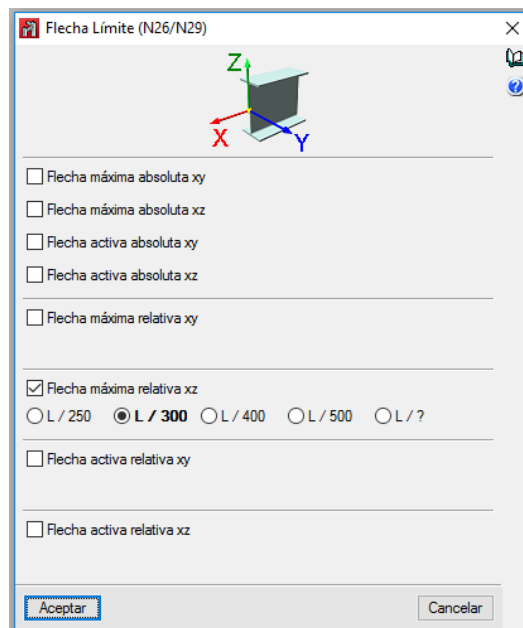 Flecha Límite (N26/N29)
Z
X
Y
Flecha máxima absoluta xy
Flecha máxima absoluta xz
Flecha activa absoluta xy
Flecha activa absoluta xz
Flecha máxima relativa xy
Flecha máxima relativa xz
L / 250 L / 300 L / 400 L / 500 L / ?
Flecha activa relativa xy
Flecha activa relativa xz
Aceptar Cancelar